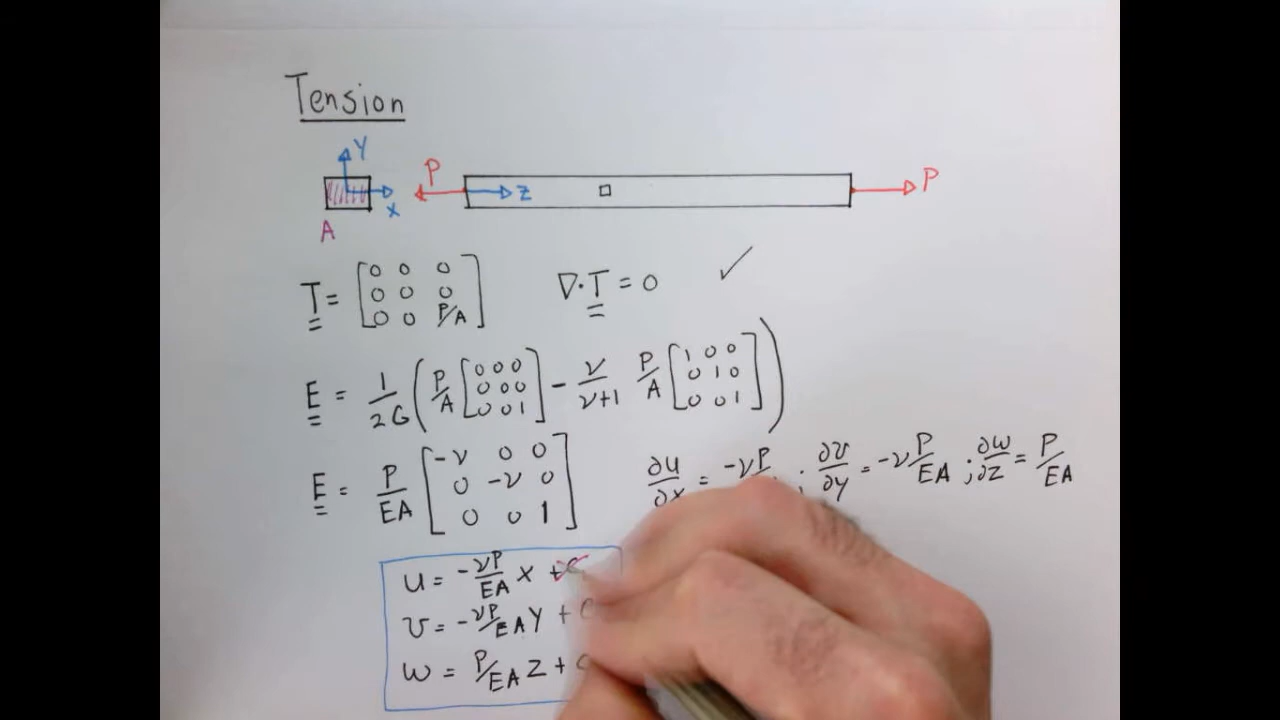 Tension
Y
P
P
z
x
A
T = [0 0 0; 0 0 0; 0 0 P/A] ∇·T = 0 ✓
E = 1/2G (P/A [0 0 0; 0 0 0; 0 0 1] - ν/ν+1 P/A [1 0 0; 0 1 0; 0 0 1])
E = P/EA [-ν 0 0; 0 -ν 0; 0 0 1] ∂u/∂x = -νP ; ∂v/∂y = -ν P/EA ; ∂w/∂z = P/EA
u = -νP/EA x +
v = -νP/EA Y +
w = P/EA z +